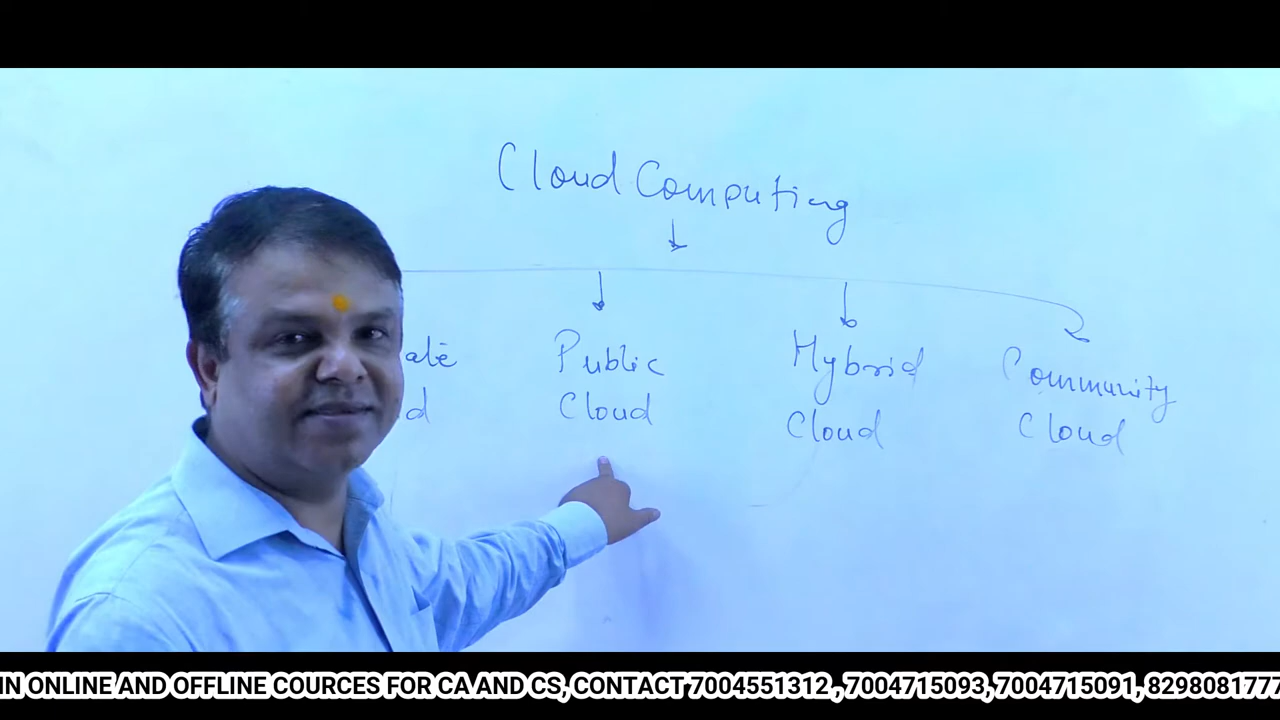 Cloud Computing
ate Public Hybrid Community
d Cloud Cloud Cloud
IN ONLINE AND OFFLINE COURCES FOR CA AND CS, CONTACT 7004551312 , 7004715093, 7004715091, 8298081777